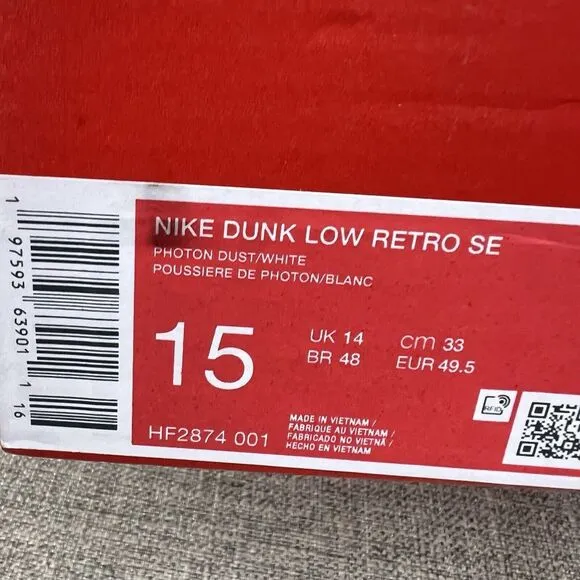 NIKE DUNK LOW RETRO SE
PHOTON DUST/WHITE
POUSSIERE DE PHOTON/BLANC
15
UK 14
cm 33
BR 48
EUR 49.5
HF2874 001
MADE IN VIETNAM /
FABRIQUE AU VIETNAM /
FABRICADO NO VIETNÃ /
HECHO EN VIETNAM
RFID
1 97593 63901 1 16